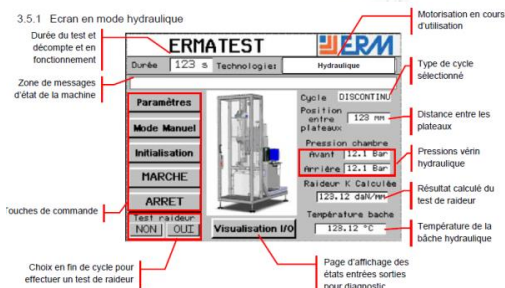 3.5.1 Ecran en mode hydraulique
Motorisation en cours
d'utilisation
Durée du test et
décompte et en
fonctionnement
ERMATEST
ERM
Durée 123 s Technologie: Hydraulique
Type de cycle
sélectionné
Zone de messages
d'état de la machine
Paramètres
Mode Manuel
Initialisation
MARCHE
ARRET
Test raideur
NON OUI
Visualisation I/O
Cycle DISCONTINU
Position
entre 123 MM
plateaux
Pression chambre
Avant 12.1 Bar
Arrière 12.1 Bar
Raideur K Calculée
123.12 daN/MM
Température bache
123.12 °C
Distance entre les
plateaux
Pressions vérin
hydraulique
Résultat calculé du
test de raideur
Température de la
bâche hydraulique
Touches de commande
Choix en fin de cycle pour
effectuer un test de raideur
Page d'affichage des
états entrées sorties
pour diagnostic